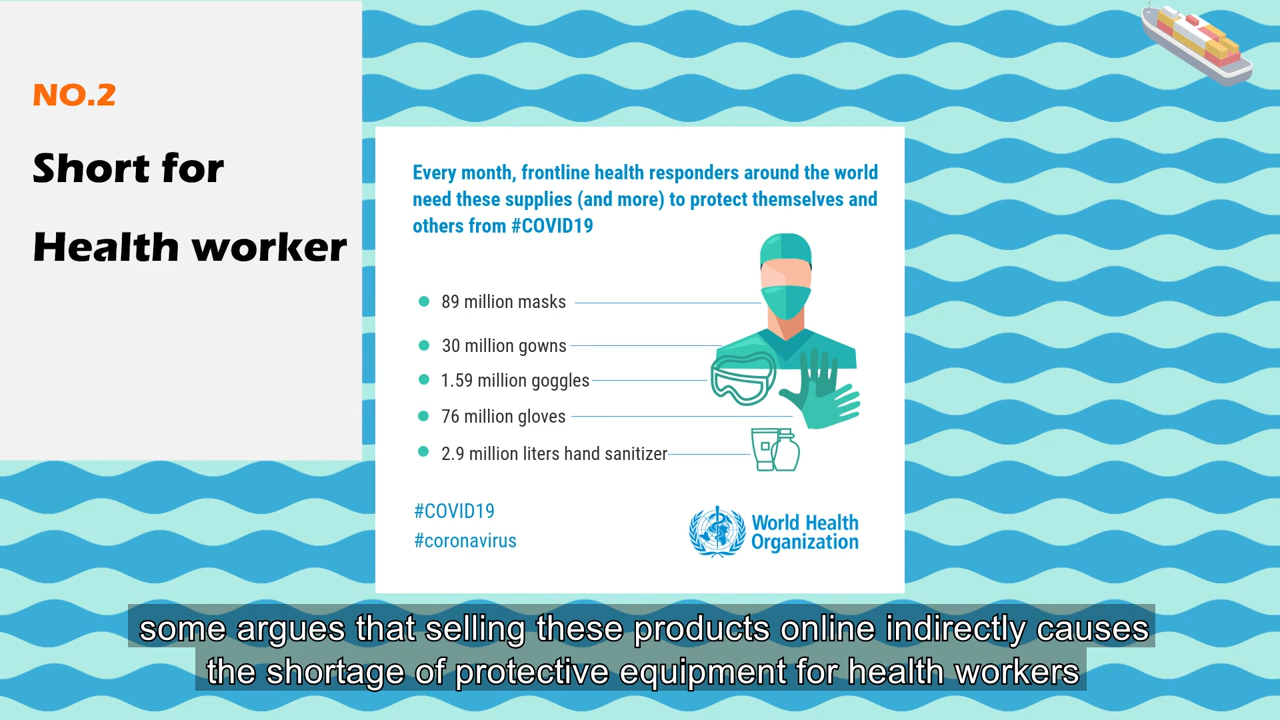 NO.2
Short for
Health worker
Every month, frontline health responders around the world
need these supplies (and more) to protect themselves and
others from #COVID19
89 million masks
30 million gowns
1.59 million goggles
76 million gloves
2.9 million liters hand sanitizer
#COVID19
#coronavirus
World Health
Organization
some argues that selling these products online indirectly causes
the shortage of protective equipment for health workers